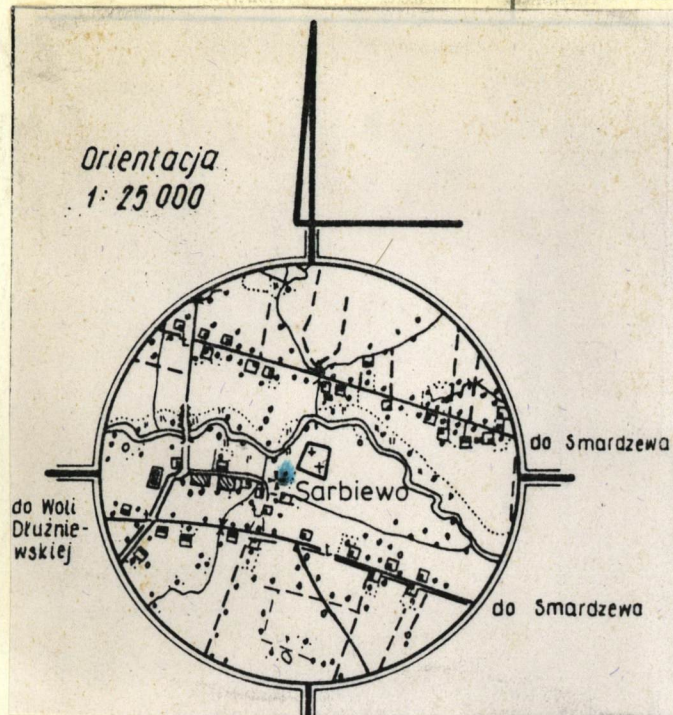 Orientacja
1:25 000
do Smardzewa
Sarbiewo
do Woli
Dłużnie-
wskiej
do Smardzewa